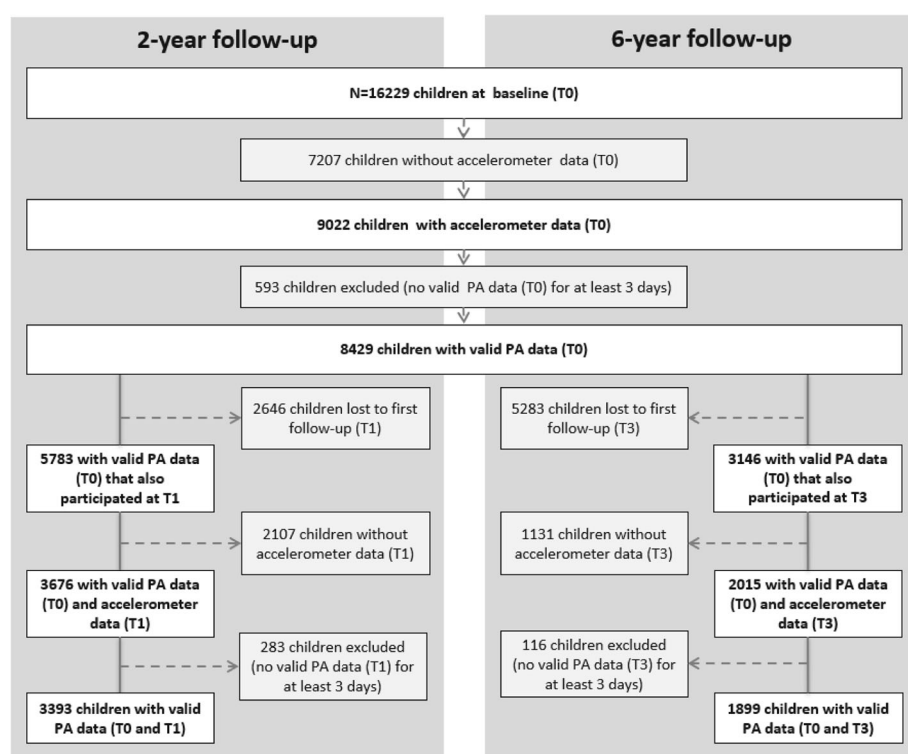 2-year follow-up
6-year follow-up
N=16229 children at baseline (T0)
7207 children without accelerometer data (T0)
9022 children with accelerometer data (T0)
593 children excluded (no valid PA data (T0) for at least 3 days)
8429 children with valid PA data (T0)
2646 children lost to first
follow-up (T1)
5783 with valid PA data
(T0) that also
participated at T1
2107 children without
accelerometer data (T1)
3676 with valid PA data
(T0) and accelerometer
data (T1)
283 children excluded
(no valid PA data (T1) for
at least 3 days)
3393 children with valid
PA data (T0 and T1)
5283 children lost to first
follow-up (T3)
3146 with valid PA data
(T0) that also
participated at T3
1131 children without
accelerometer data (T3)
2015 with valid PA data
(T0) and accelerometer
data (T3)
116 children excluded
(no valid PA data (T3) for
at least 3 days)
1899 children with valid
PA data (T0 and T3)